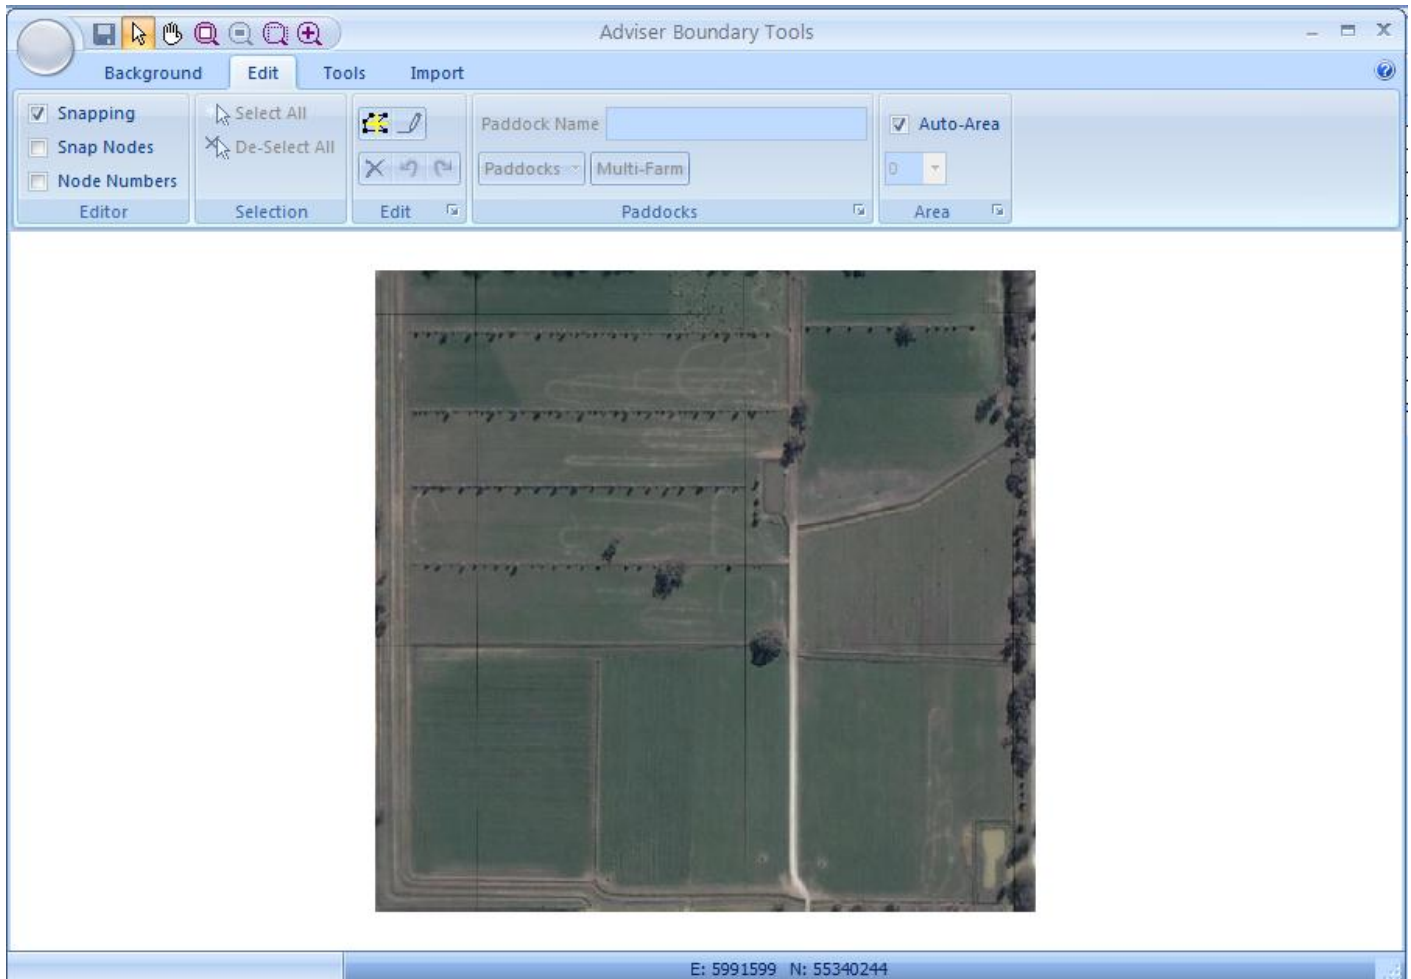 Adviser Boundary Tools
Background Edit Tools Import
Snapping
Snap Nodes
Node Numbers
Editor
Select All
De-Select All
Selection
Edit
Paddock Name
Paddocks Multi-Farm
Paddocks
Auto-Area
0
Area
E: 5991599 N: 55340244